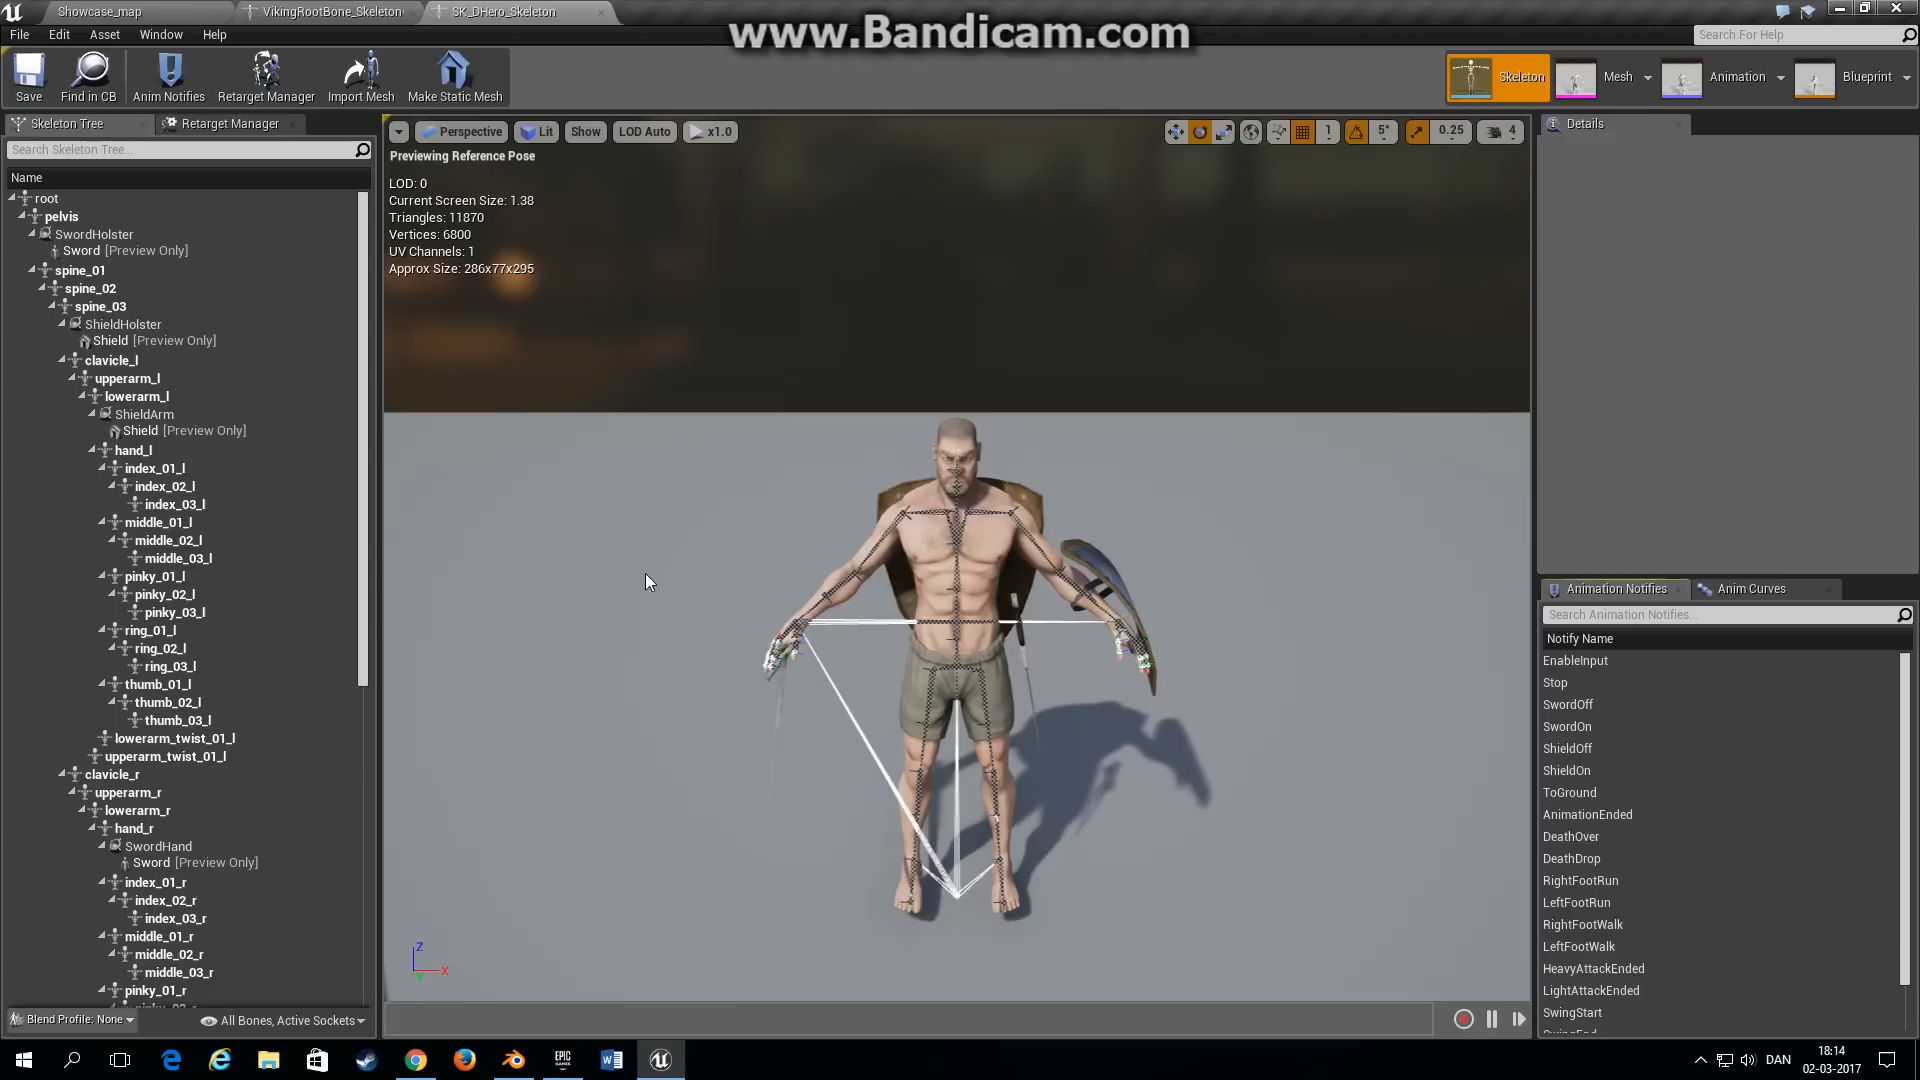 Showcase_map
VikingRootBone_Skeleton
SK_DHero_Skeleton
www.Bandicam.com
File Edit Asset Window Help
Search For Help
Save
Find in CB
Anim Notifies
Retarget Manager
Import Mesh
Make Static Mesh
Skeleton
Mesh
Animation
Blueprint
Skeleton Tree
Retarget Manager
Search Skeleton Tree...
Name
root
pelvis
SwordHolster
Sword [Preview Only]
spine_01
spine_02
spine_03
ShieldHolster
Shield [Preview Only]
clavicle_l
upperarm_l
lowerarm_l
ShieldArm
Shield [Preview Only]
hand_l
index_01_l
index_02_l
index_03_l
middle_01_l
middle_02_l
middle_03_l
pinky_01_l
pinky_02_l
pinky_03_l
ring_01_l
ring_02_l
ring_03_l
thumb_01_l
thumb_02_l
thumb_03_l
lowerarm_twist_01_l
upperarm_twist_01_l
clavicle_r
upperarm_r
lowerarm_r
hand_r
SwordHand
Sword [Preview Only]
index_01_r
index_02_r
index_03_r
middle_01_r
middle_02_r
middle_03_r
pinky_01_r
Blend Profile: None
All Bones, Active Sockets
Perspective Lit Show LOD Auto x1.0
1 5° 0.25 4
Previewing Reference Pose
LOD: 0
Current Screen Size: 1.38
Triangles: 11870
Vertices: 6800
UV Channels: 1
Approx Size: 286x77x295
Z
X
Y
Details
Animation Notifies
Anim Curves
Search Animation Notifies...
Notify Name
EnableInput
Stop
SwordOff
SwordOn
ShieldOff
ShieldOn
ToGround
AnimationEnded
DeathOver
DeathDrop
RightFootRun
LeftFootRun
RightFootWalk
LeftFootWalk
HeavyAttackEnded
LightAttackEnded
SwingStart
EPIC
GAMES
DAN
18:14
02-03-2017